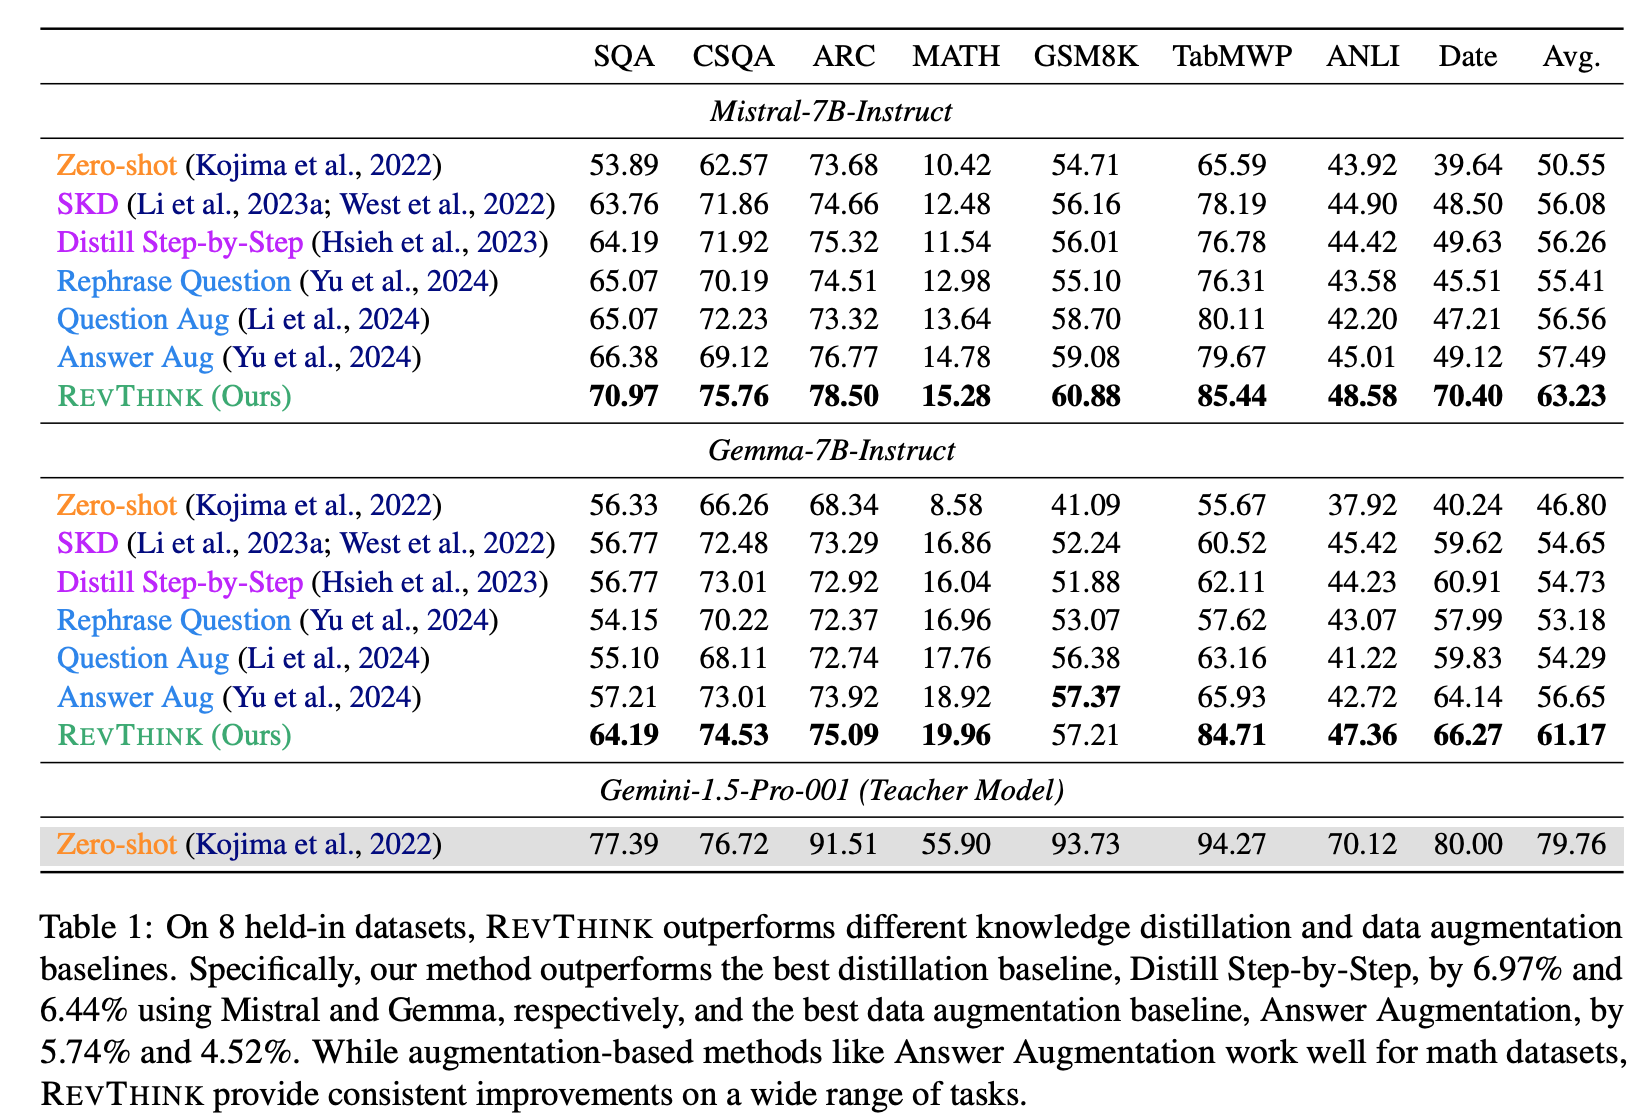 SQA CSQA ARC MATH GSM8K TabMWP ANLI Date Avg.
Mistral-7B-Instruct
Zero-shot (Kojima et al., 2022) 53.89 62.57 73.68 10.42 54.71 65.59 43.92 39.64 50.55
SKD (Li et al., 2023a; West et al., 2022) 63.76 71.86 74.66 12.48 56.16 78.19 44.90 48.50 56.08
Distill Step-by-Step (Hsieh et al., 2023) 64.19 71.92 75.32 11.54 56.01 76.78 44.42 49.63 56.26
Rephrase Question (Yu et al., 2024) 65.07 70.19 74.51 12.98 55.10 76.31 43.58 45.51 55.41
Question Aug (Li et al., 2024) 65.07 72.23 73.32 13.64 58.70 80.11 42.20 47.21 56.56
Answer Aug (Yu et al., 2024) 66.38 69.12 76.77 14.78 59.08 79.67 45.01 49.12 57.49
REVTHINK (Ours) 70.97 75.76 78.50 15.28 60.88 85.44 48.58 70.40 63.23
Gemma-7B-Instruct
Zero-shot (Kojima et al., 2022) 56.33 66.26 68.34 8.58 41.09 55.67 37.92 40.24 46.80
SKD (Li et al., 2023a; West et al., 2022) 56.77 72.48 73.29 16.86 52.24 60.52 45.42 59.62 54.65
Distill Step-by-Step (Hsieh et al., 2023) 56.77 73.01 72.92 16.04 51.88 62.11 44.23 60.91 54.73
Rephrase Question (Yu et al., 2024) 54.15 70.22 72.37 16.96 53.07 57.62 43.07 57.99 53.18
Question Aug (Li et al., 2024) 55.10 68.11 72.74 17.76 56.38 63.16 41.22 59.83 54.29
Answer Aug (Yu et al., 2024) 57.21 73.01 73.92 18.92 57.37 65.93 42.72 64.14 56.65
REVTHINK (Ours) 64.19 74.53 75.09 19.96 57.21 84.71 47.36 66.27 61.17
Gemini-1.5-Pro-001 (Teacher Model)
Zero-shot (Kojima et al., 2022) 77.39 76.72 91.51 55.90 93.73 94.27 70.12 80.00 79.76
Table 1: On 8 held-in datasets, REVTHINK outperforms different knowledge distillation and data augmentation
baselines. Specifically, our method outperforms the best distillation baseline, Distill Step-by-Step, by 6.97% and
6.44% using Mistral and Gemma, respectively, and the best data augmentation baseline, Answer Augmentation, by
5.74% and 4.52%. While augmentation-based methods like Answer Augmentation work well for math datasets,
REVTHINK provide consistent improvements on a wide range of tasks.